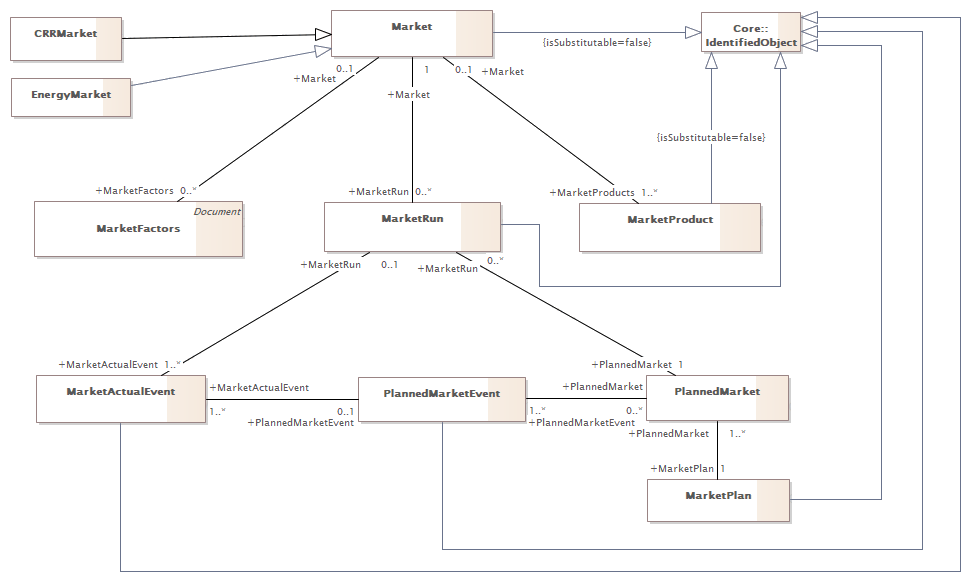 CRRMarket
Market
Core::
IdentifiedObject
{isSubstitutable=false}
EnergyMarket
0..1
+Market
1
+Market
0..1
+Market
{isSubstitutable=false}
+MarketFactors 0..*
+MarketRun 0..*
+MarketProducts 1..*
Document
MarketFactors
MarketRun
MarketProduct
+MarketRun
0..1
+MarketRun
0..*
+MarketActualEvent 1..*
+PlannedMarket 1
MarketActualEvent
+MarketActualEvent
1..*
0..1
+PlannedMarketEvent
PlannedMarketEvent
+PlannedMarket
1..*
0..*
+PlannedMarketEvent
PlannedMarket
+PlannedMarket
1..*
+MarketPlan 1
MarketPlan